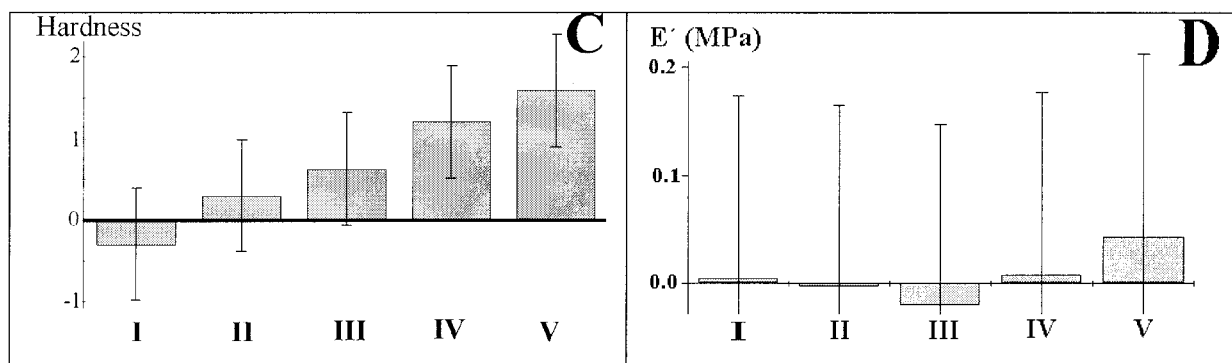 Hardness
C
2
1
0
-1
I II III IV V
E´ (MPa)
D
0.2
0.1
0.0
I II III IV V